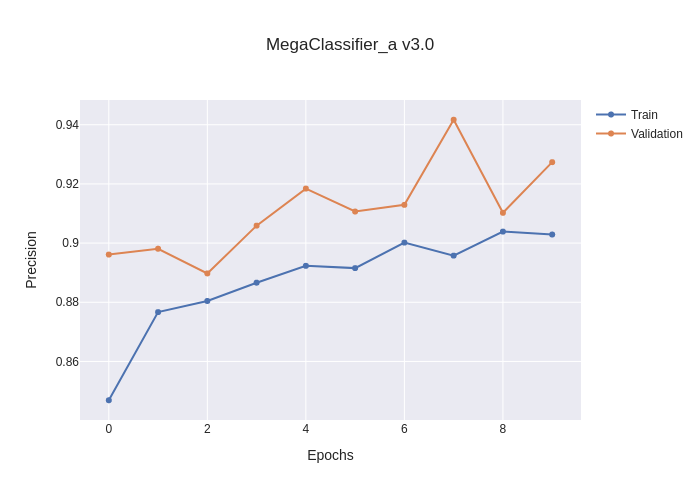 MegaClassifier_a v3.0
Train
Validation
0.94
0.92
0.9
0.88
0.86
Precision
0 2 4 6 8
Epochs